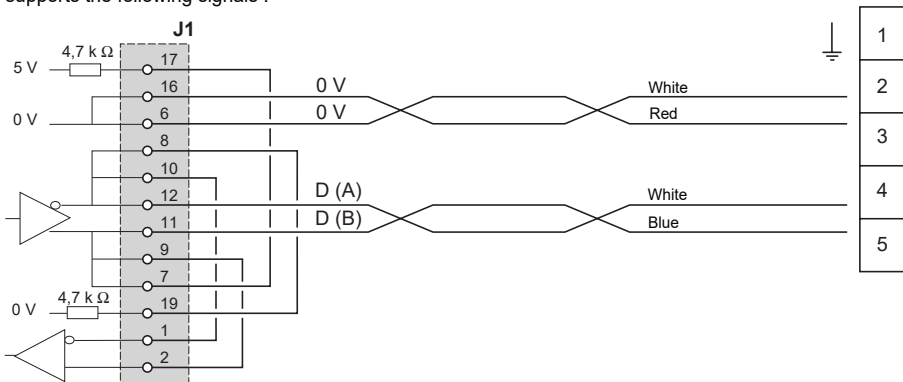 supports the following signals :
J1
4,7 k Ω
5 V
17
16
0 V
White
0 V
6
0 V
Red
8
10
12
D (A)
White
11
D (B)
Blue
9
7
4,7 k Ω
0 V
19
1
2
1
2
3
4
5